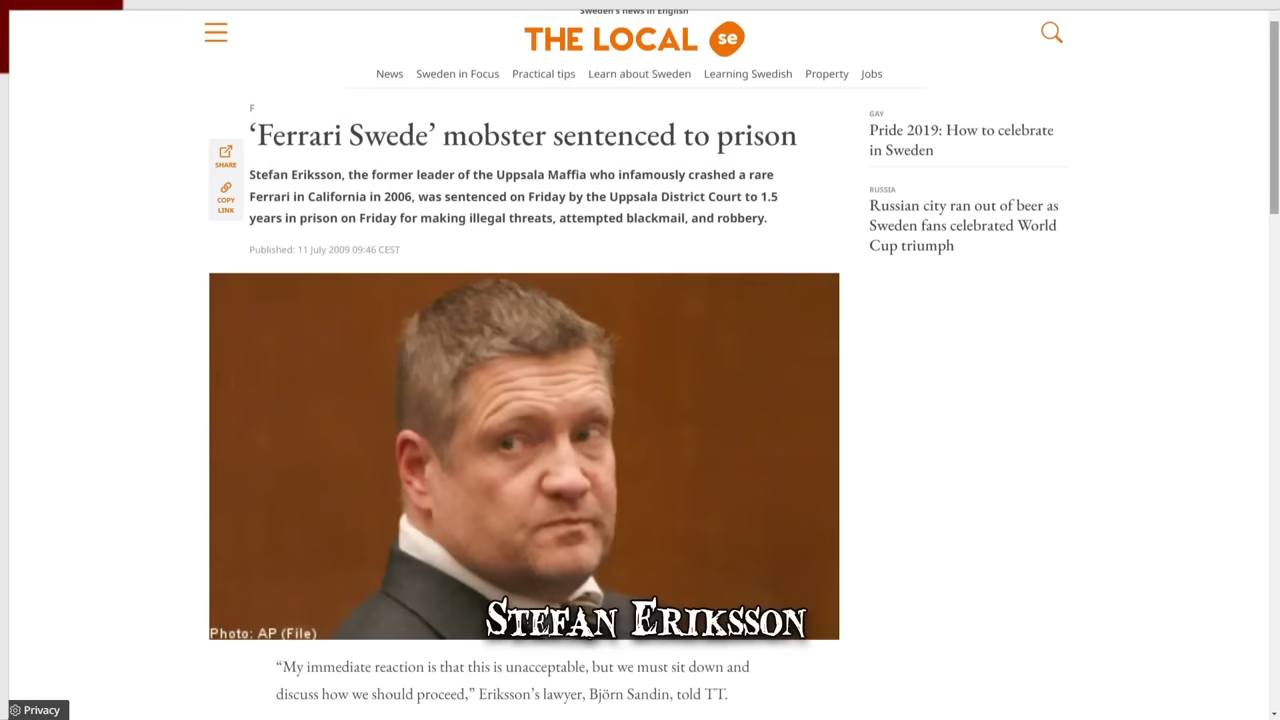 Sweden's news in English
THE LOCAL se
News Sweden in Focus Practical tips Learn about Sweden Learning Swedish Property Jobs
F
‘Ferrari Swede’ mobster sentenced to prison
SHARE
COPY
LINK
Stefan Eriksson, the former leader of the Uppsala Maffia who infamously crashed a rare
Ferrari in California in 2006, was sentenced on Friday by the Uppsala District Court to 1.5
years in prison on Friday for making illegal threats, attempted blackmail, and robbery.
Published: 11 July 2009 09:46 CEST
GAY
Pride 2019: How to celebrate
in Sweden
RUSSIA
Russian city ran out of beer as
Sweden fans celebrated World
Cup triumph
STEFAN ERIKSSON
Photo: AP (File)
“My immediate reaction is that this is unacceptable, but we must sit down and
discuss how we should proceed,” Eriksson’s lawyer, Björn Sandin, told TT.
Privacy